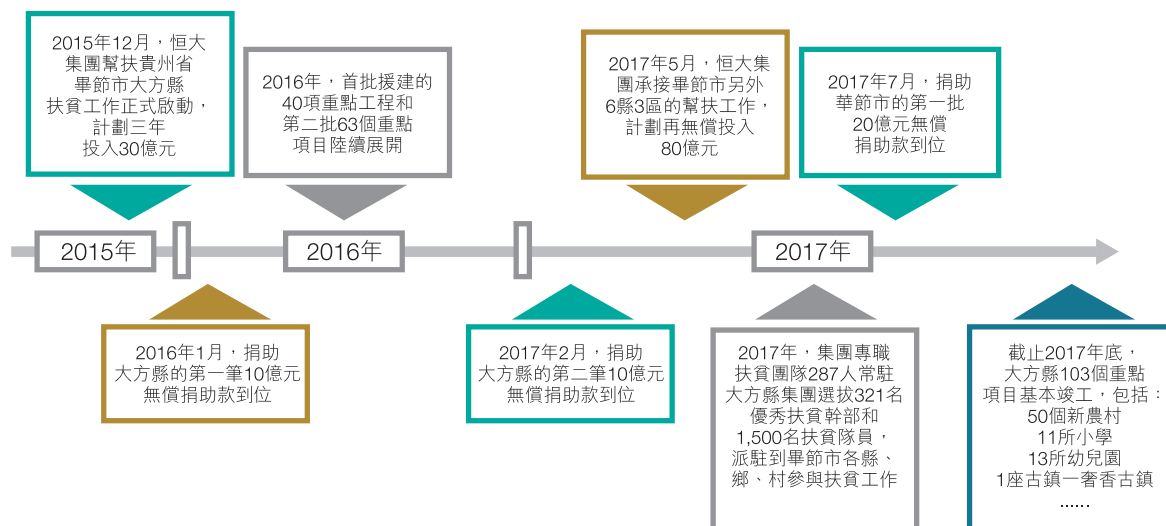 2015年12月，恒大
集團幫扶貴州省
畢節市大方縣
扶貧工作正式啟動，
計劃三年
投入30億元
2016年，首批援建的
40項重點工程和
第二批63個重點
項目陸續展開
2017年5月，恒大集
團承接畢節市另外
6縣3區的幫扶工作，
計劃再無償投入
80億元
2017年7月，捐助
華節市的第一批
20億元無償
捐助款到位
2015年
2016年
2017年
2016年1月，捐助
大方縣的第一筆10億元
無償捐助款到位
2017年2月，捐助
大方縣的第二筆10億元
無償捐助款到位
2017年，集團專職
扶貧團隊287人常駐
大方縣集團選拔321名
優秀扶貧幹部和
1,500名扶貧隊員，
派駐到畢節市各縣、
鄉、村參與扶貧工作
截止2017年底，
大方縣103個重點
項目基本竣工，包括：
50個新農村
11所小學
13所幼兒園
1座古鎮一奢香古鎮
……